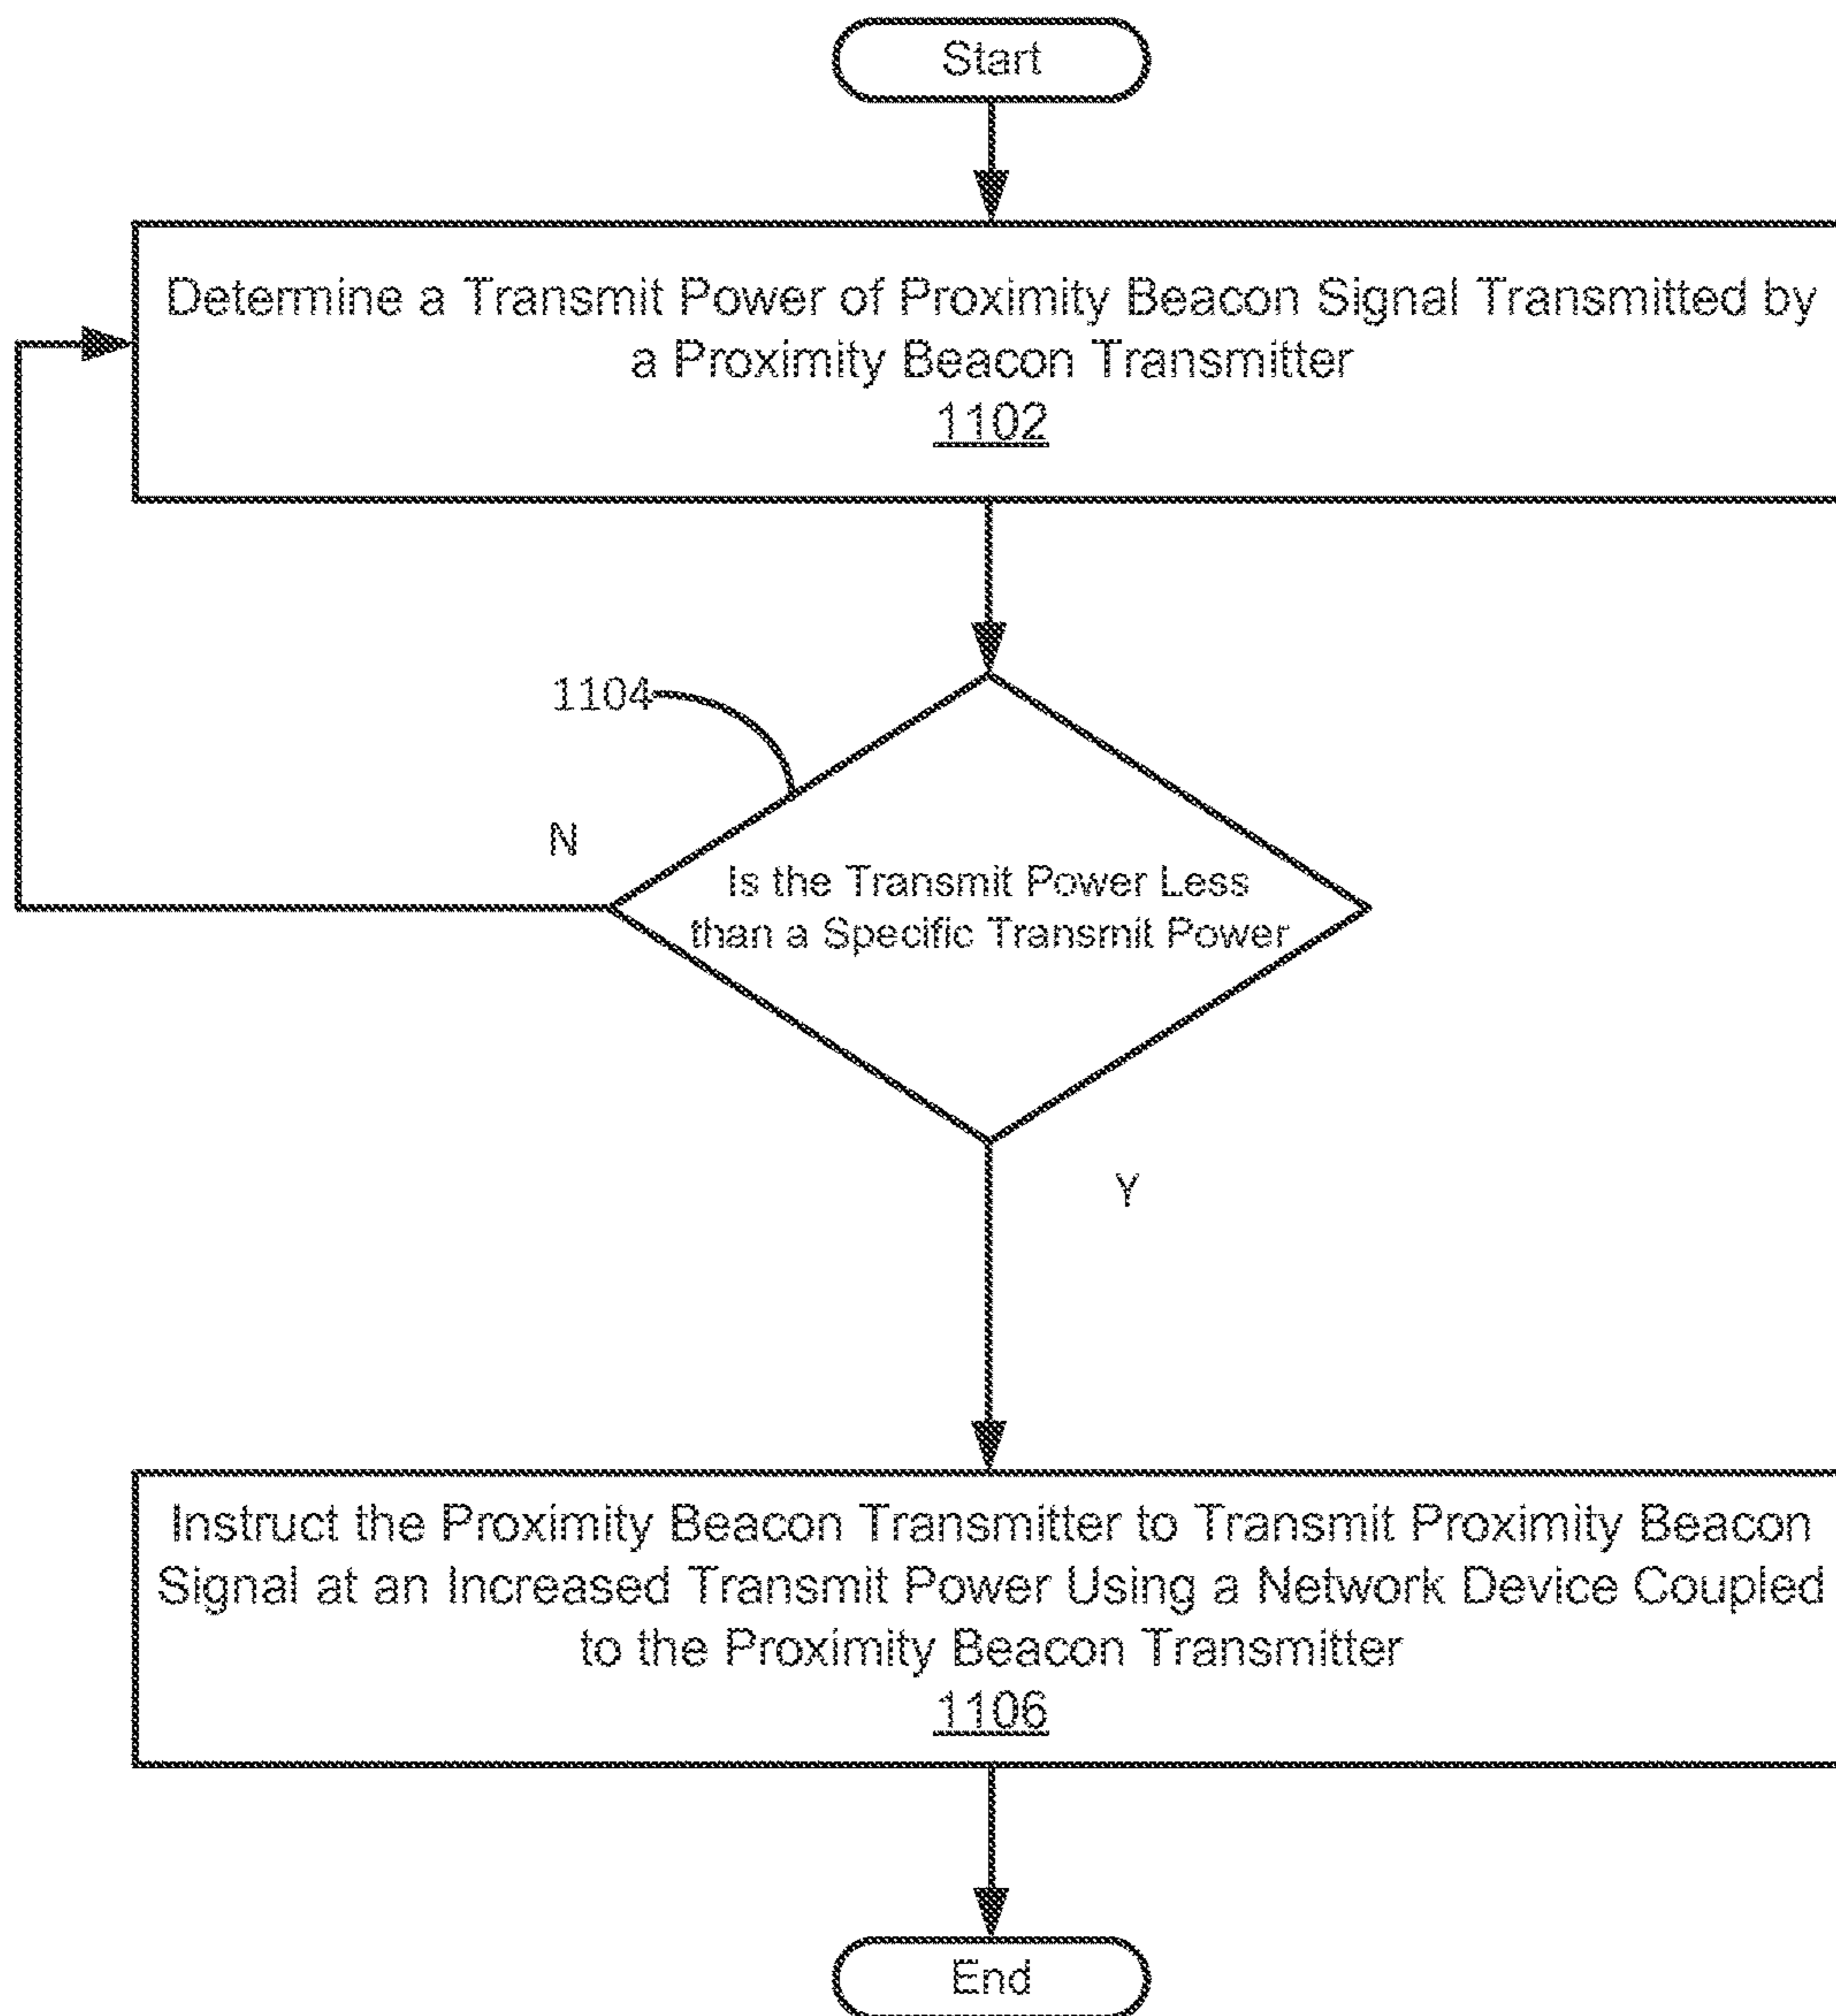 Start
Determine a Transmit Power of Proximity Beacon Signal Transmitted by
a Proximity Beacon Transmitter
1102
1104
N
Is the Transmit Power Less
than a Specific Transmit Power
Y
Instruct the Proximity Beacon Transmitter to Transmit Proximity Beacon
Signal at an Increased Transmit Power Using a Network Device Coupled
to the Proximity Beacon Transmitter
1106
End